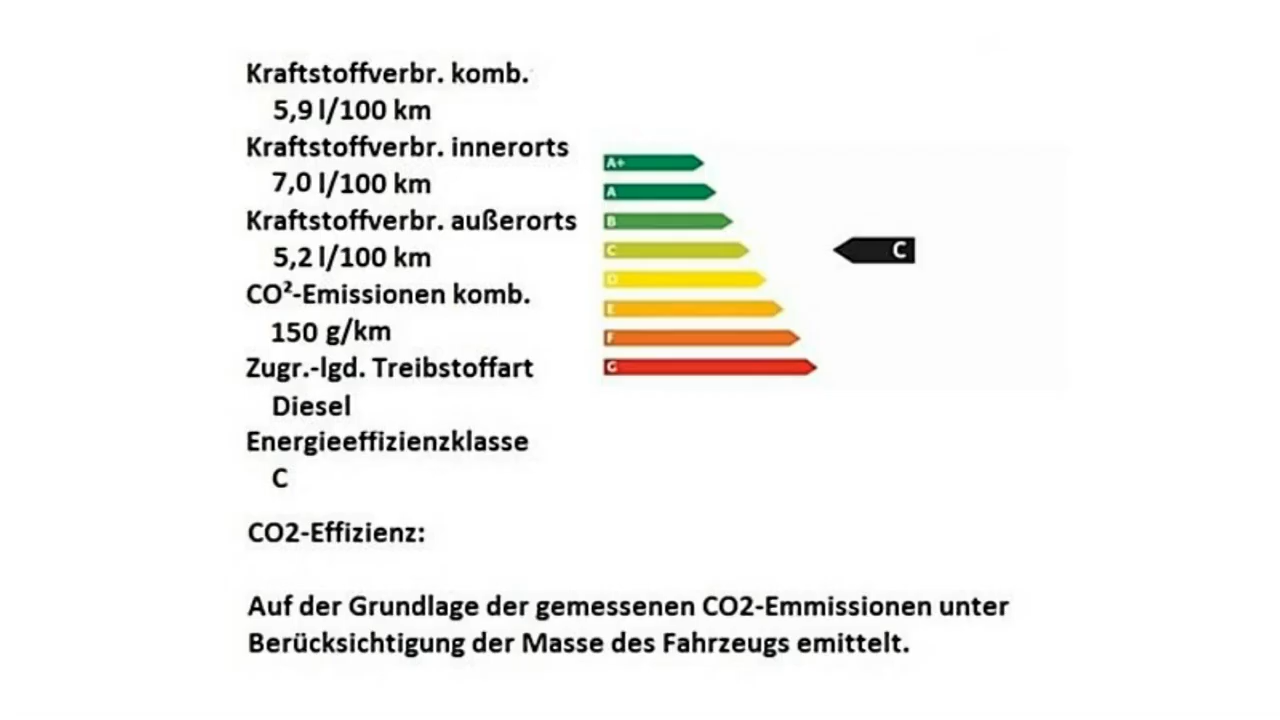 Kraftstoffverbr. komb.
5,9 l/100 km
Kraftstoffverbr. innerorts
7,0 l/100 km
Kraftstoffverbr. außerorts
5,2 l/100 km
CO²-Emissionen komb.
150 g/km
Zugr.-lgd. Treibstoffart
Diesel
Energieeffizienzklasse
C
A+
A
B
C
D
E
F
G
C
CO2-Effizienz:
Auf der Grundlage der gemessenen CO2-Emmissionen unter
Berücksichtigung der Masse des Fahrzeugs emittelt.